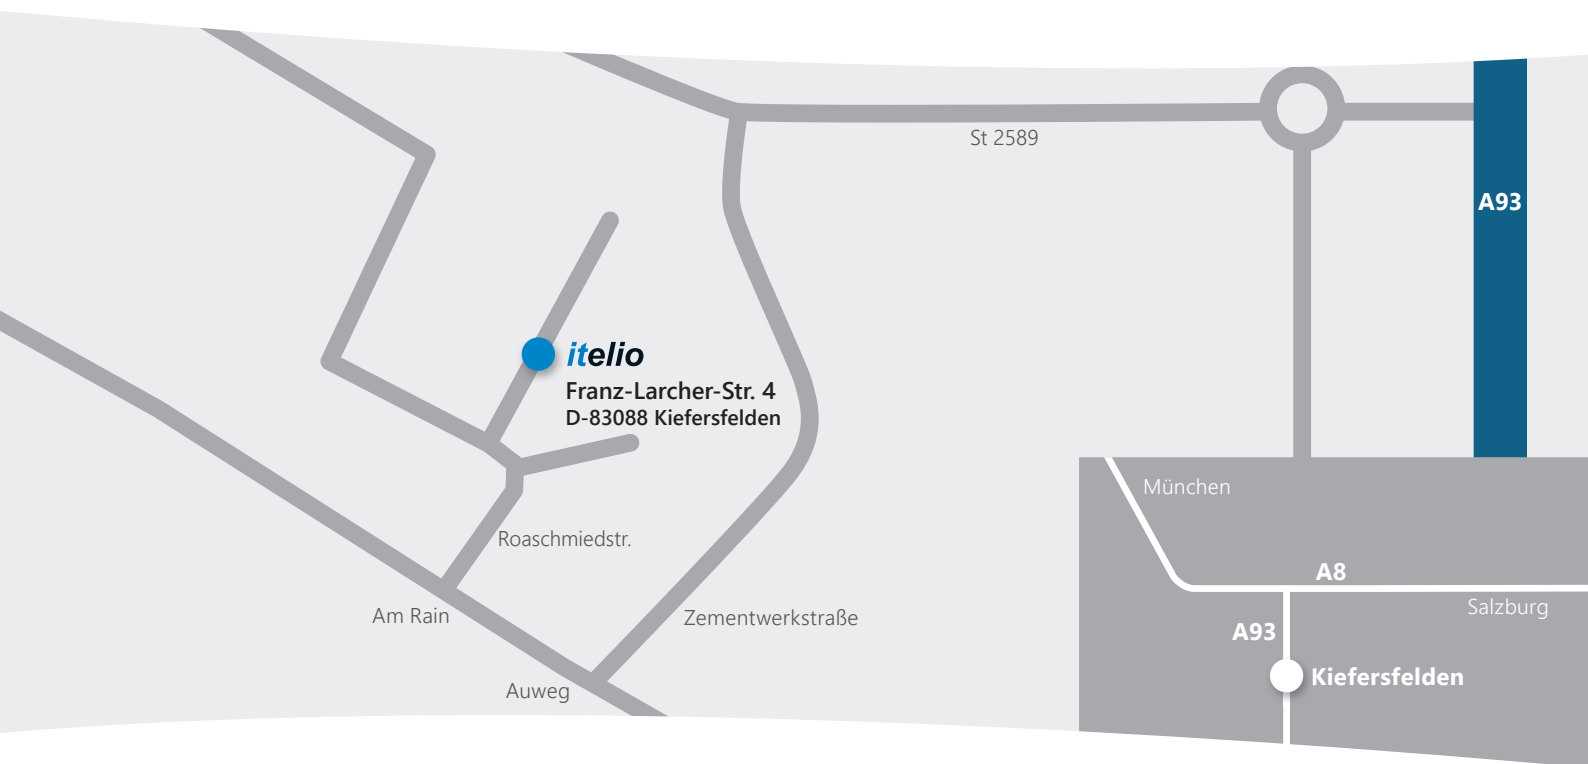 St 2589
A93
itelio
Franz-Larcher-Str. 4
D-83088 Kiefersfelden
München
Roaschmiedstr.
A8
Salzburg
Am Rain
Zementwerkstraße
A93
Kiefersfelden
Auweg